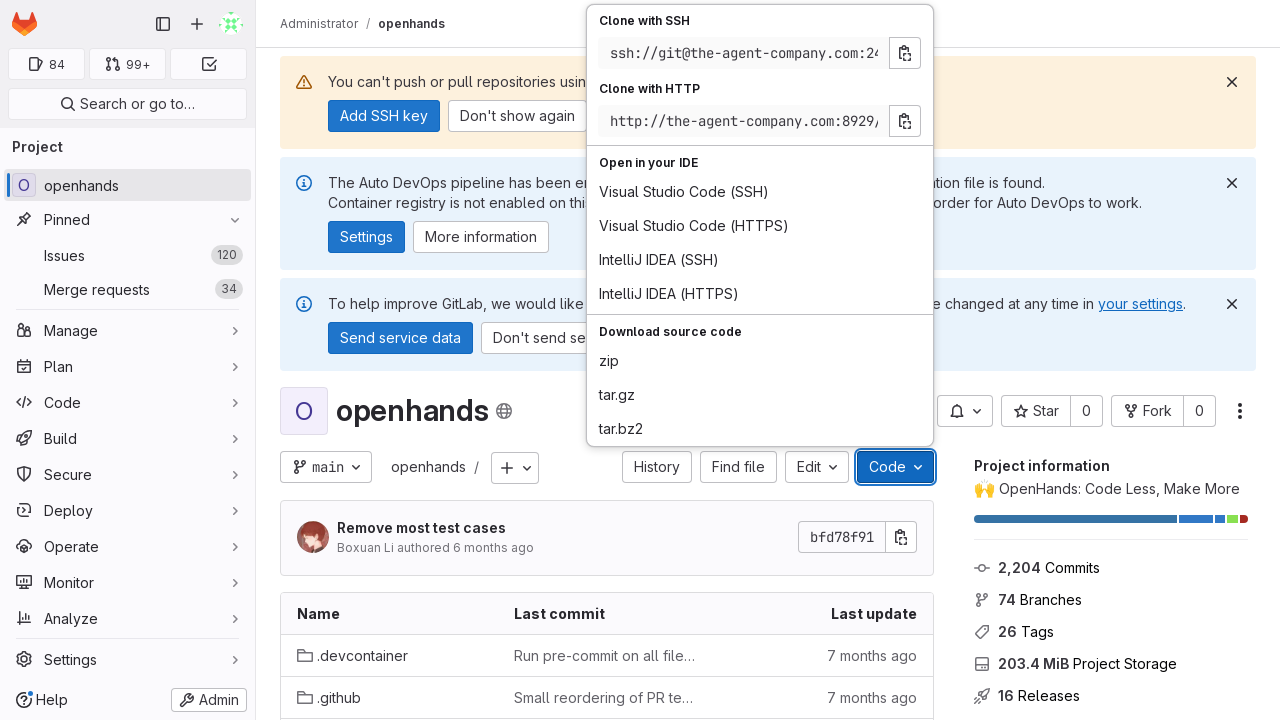 Administrator / openhands
84
99+
Search or go to…
Project
O openhands
Pinned
Issues 120
Merge requests 34
Manage
Plan
Code
Build
Secure
Deploy
Operate
Monitor
Analyze
Settings
Help
Admin
You can't push or pull repositories usin
Add SSH key
Don't show again
The Auto DevOps pipeline has been en
ation file is found.
Container registry is not enabled on thi
order for Auto DevOps to work.
Settings
More information
To help improve GitLab, we would like
e changed at any time in your settings.
Send service data
Don't send se
Clone with SSH
ssh://git@the-agent-company.com:24
Clone with HTTP
http://the-agent-company.com:8929/
Open in your IDE
Visual Studio Code (SSH)
Visual Studio Code (HTTPS)
IntelliJ IDEA (SSH)
IntelliJ IDEA (HTTPS)
Download source code
zip
tar.gz
tar.bz2
O openhands
Star 0
Fork 0
main
openhands /
History
Find file
Edit
Code
Remove most test cases
Boxuan Li authored 6 months ago
bfd78f91
Name Last commit Last update
.devcontainer Run pre-commit on all file… 7 months ago
.github Small reordering of PR te… 7 months ago
Project information
🙌 OpenHands: Code Less, Make More
2,204 Commits
74 Branches
26 Tags
203.4 MiB Project Storage
16 Releases